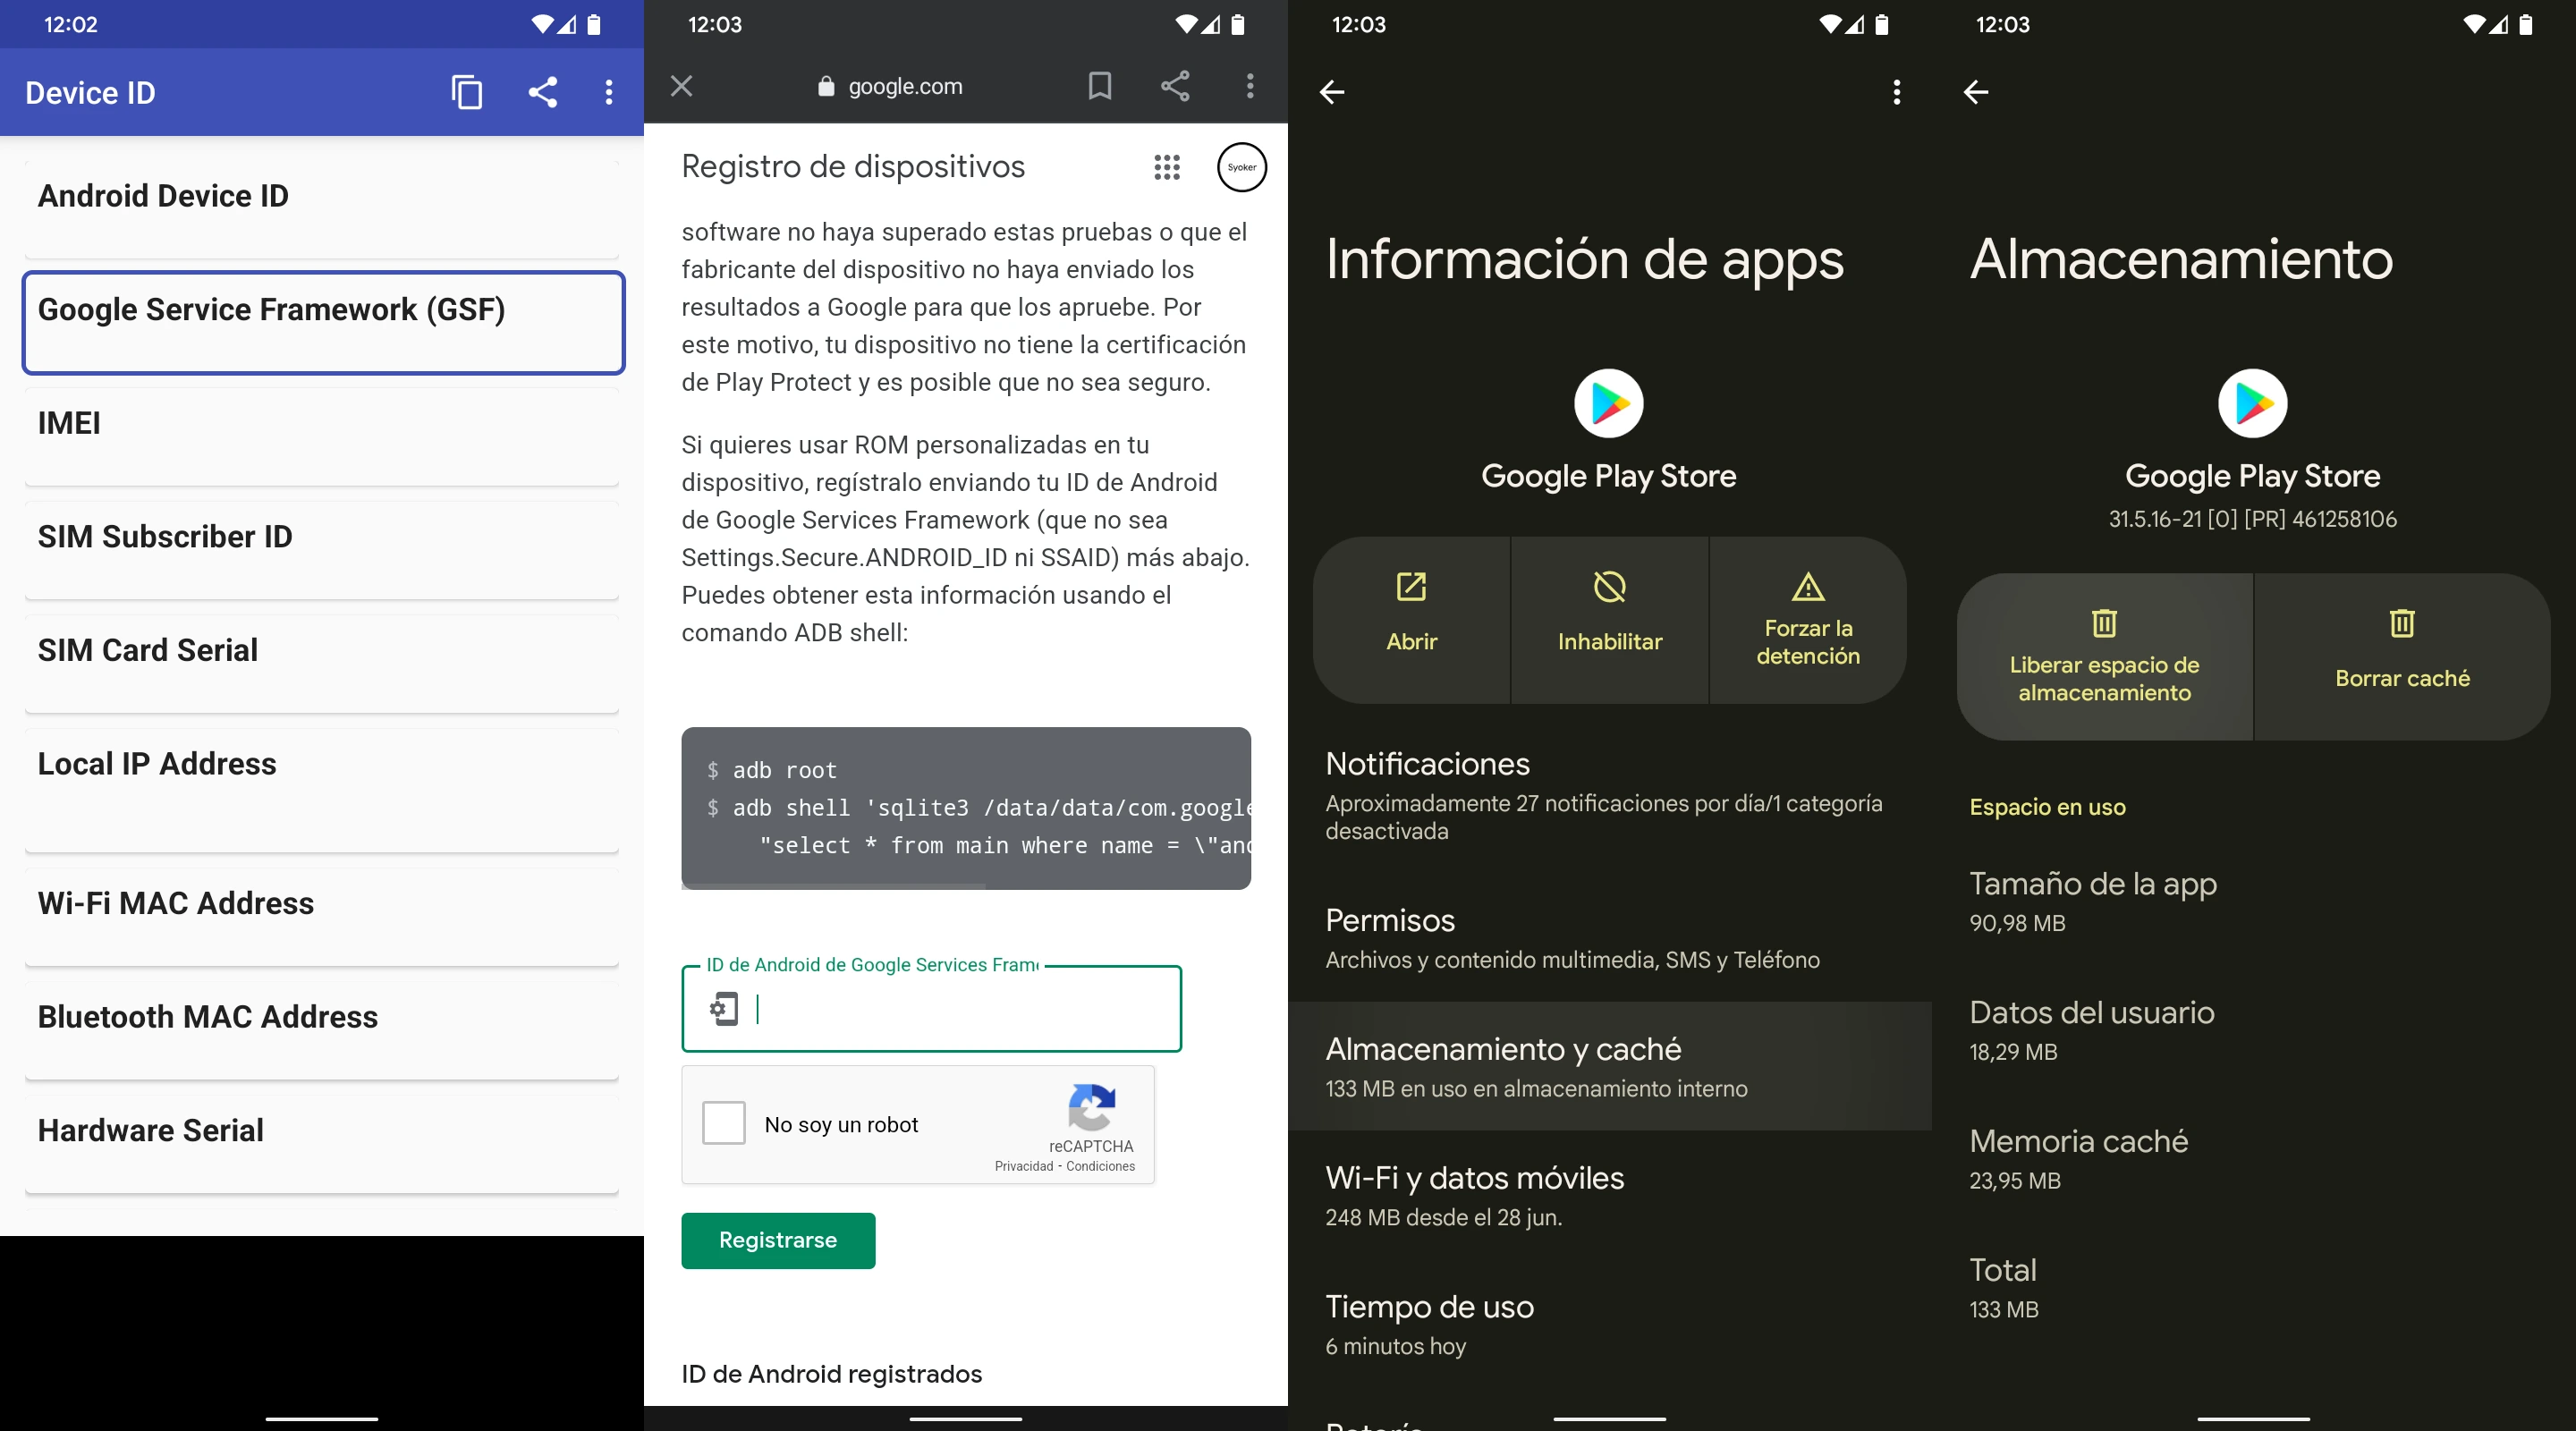 12:02
Device ID
Android Device ID
Google Service Framework (GSF)
IMEI
SIM Subscriber ID
SIM Card Serial
Local IP Address
Wi-Fi MAC Address
Bluetooth MAC Address
Hardware Serial
12:03
google.com
Registro de dispositivos
Syoker
software no haya superado estas pruebas o que el
fabricante del dispositivo no haya enviado los
resultados a Google para que los apruebe. Por
este motivo, tu dispositivo no tiene la certificación
de Play Protect y es posible que no sea seguro.
Si quieres usar ROM personalizadas en tu
dispositivo, regístralo enviando tu ID de Android
de Google Services Framework (que no sea
Settings.Secure.ANDROID_ID ni SSAID) más abajo.
Puedes obtener esta información usando el
comando ADB shell:
$ adb root
$ adb shell 'sqlite3 /data/data/com.google
"select * from main where name = \"and
ID de Android de Google Services Frame
No soy un robot
reCAPTCHA
Privacidad - Condiciones
Registrarse
ID de Android registrados
12:03
Información de apps
Google Play Store
Abrir
Inhabilitar
Forzar la
detención
Notificaciones
Aproximadamente 27 notificaciones por día/1 categoría
desactivada
Permisos
Archivos y contenido multimedia, SMS y Teléfono
Almacenamiento y caché
133 MB en uso en almacenamiento interno
Wi-Fi y datos móviles
248 MB desde el 28 jun.
Tiempo de uso
6 minutos hoy
12:03
Almacenamiento
Google Play Store
31.5.16-21 [0] [PR] 461258106
Liberar espacio de
almacenamiento
Borrar caché
Espacio en uso
Tamaño de la app
90,98 MB
Datos del usuario
18,29 MB
Memoria caché
23,95 MB
Total
133 MB